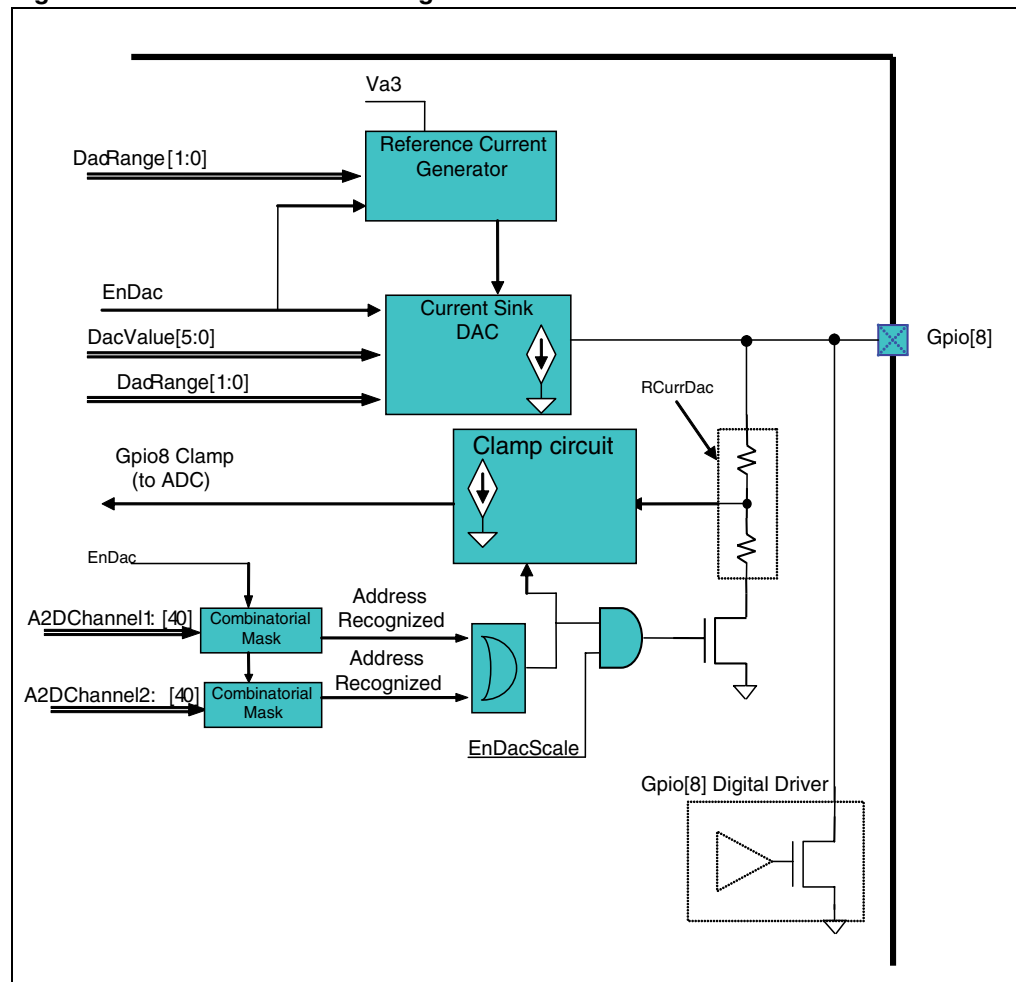 Va3
Reference Current
Generator
DadRange[1:0]
EnDac
Current Sink
DAC
DacValue[5:0]
DadRange[1:0]
Gpio[8]
RCurrDac
Clamp circuit
Gpio8 Clamp
(to ADC)
EnDac
A2DChannel1: [40]
Combinatorial
Mask
Address
Recognized
A2DChannel2: [40]
Combinatorial
Mask
Address
Recognized
EnDacScale
Gpio[8] Digital Driver